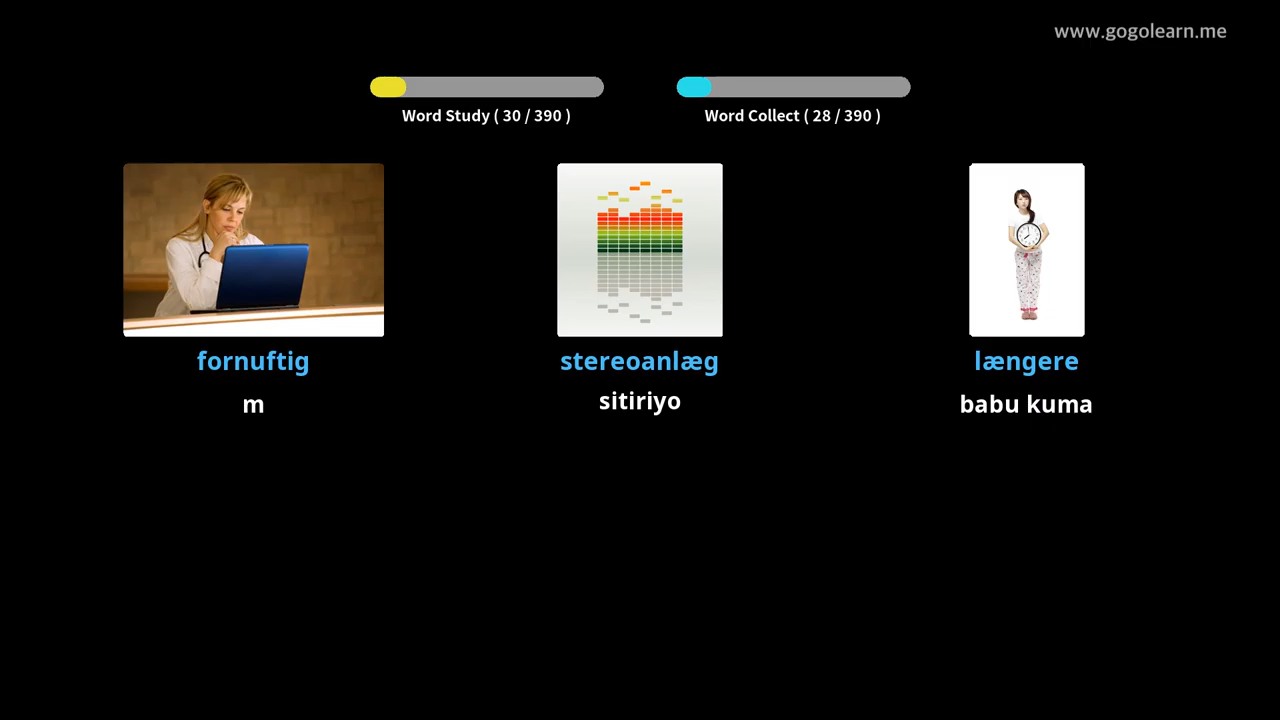 www.gogolearn.me
Word Study ( 30 / 390 )
Word Collect ( 28 / 390 )
fornuftig
stereoanlæg
længere
m
sitiriyo
babu kuma